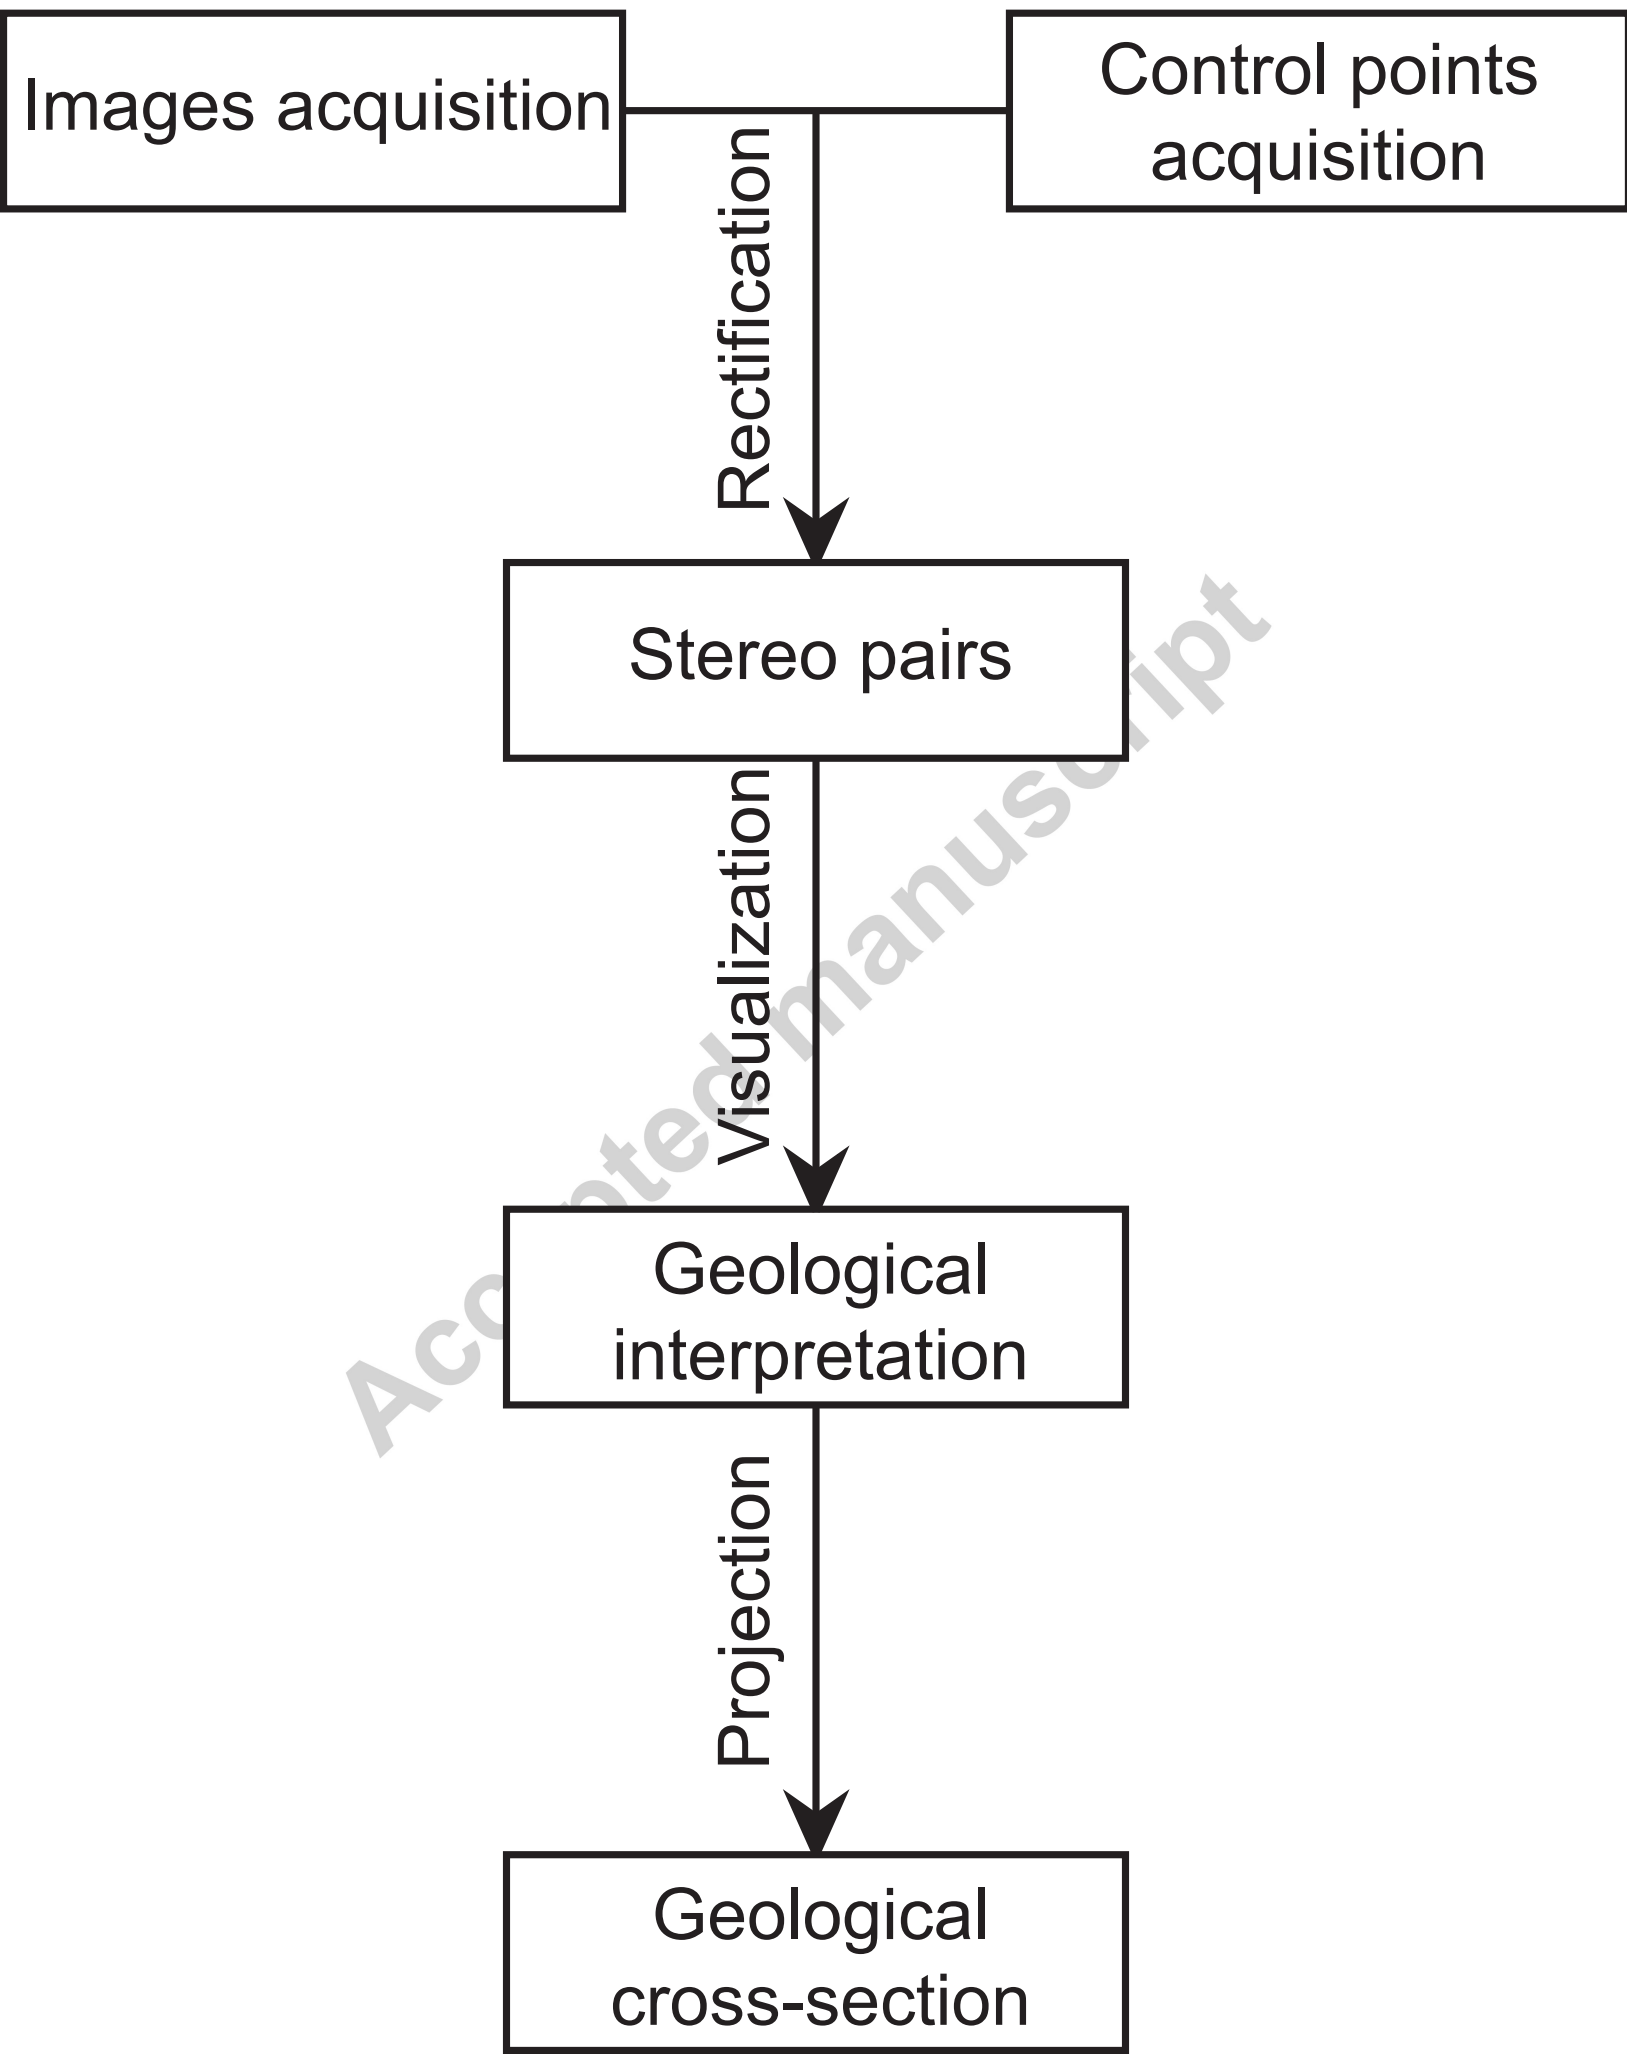 Images acquisition
Control points
acquisition
Rectification
Stereo pairs
Visualization
Accepted manuscript
Geological
interpretation
Projection
Geological
cross-section